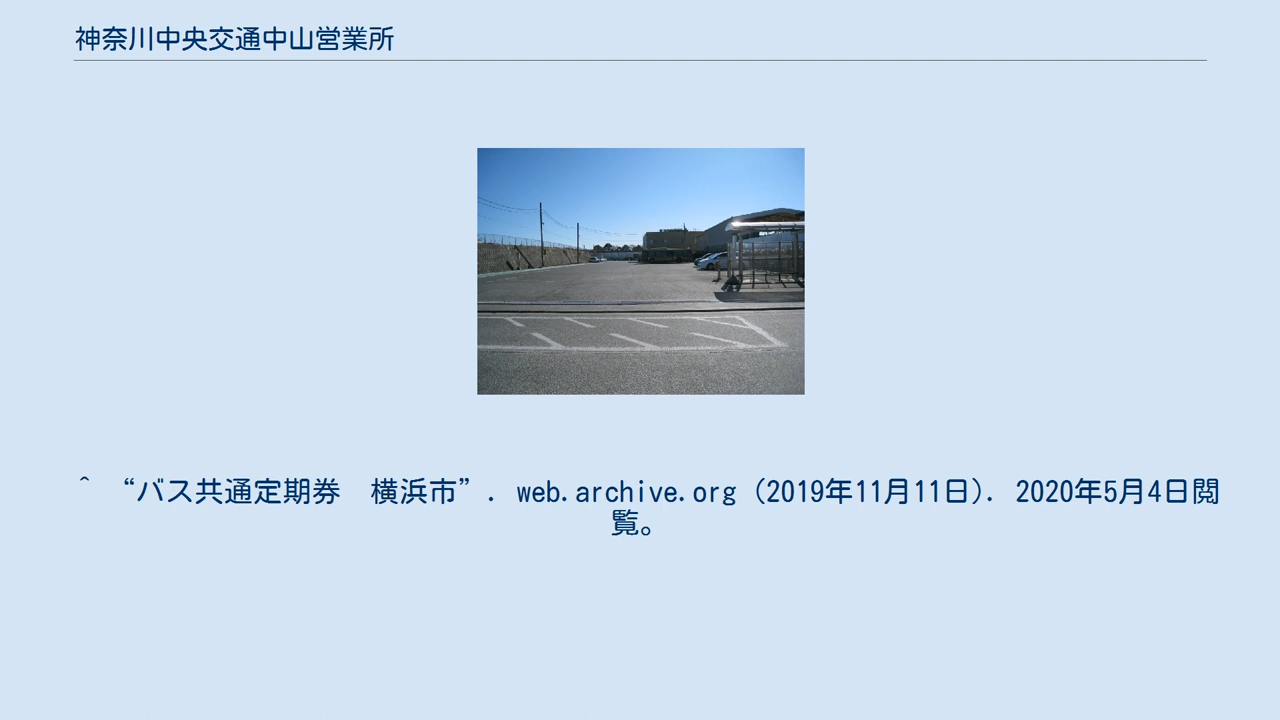 神奈川中央交通中山営業所
^ “バス共通定期券　横浜市”. web.archive.org (2019年11月11日). 2020年5月4日閲
覧。